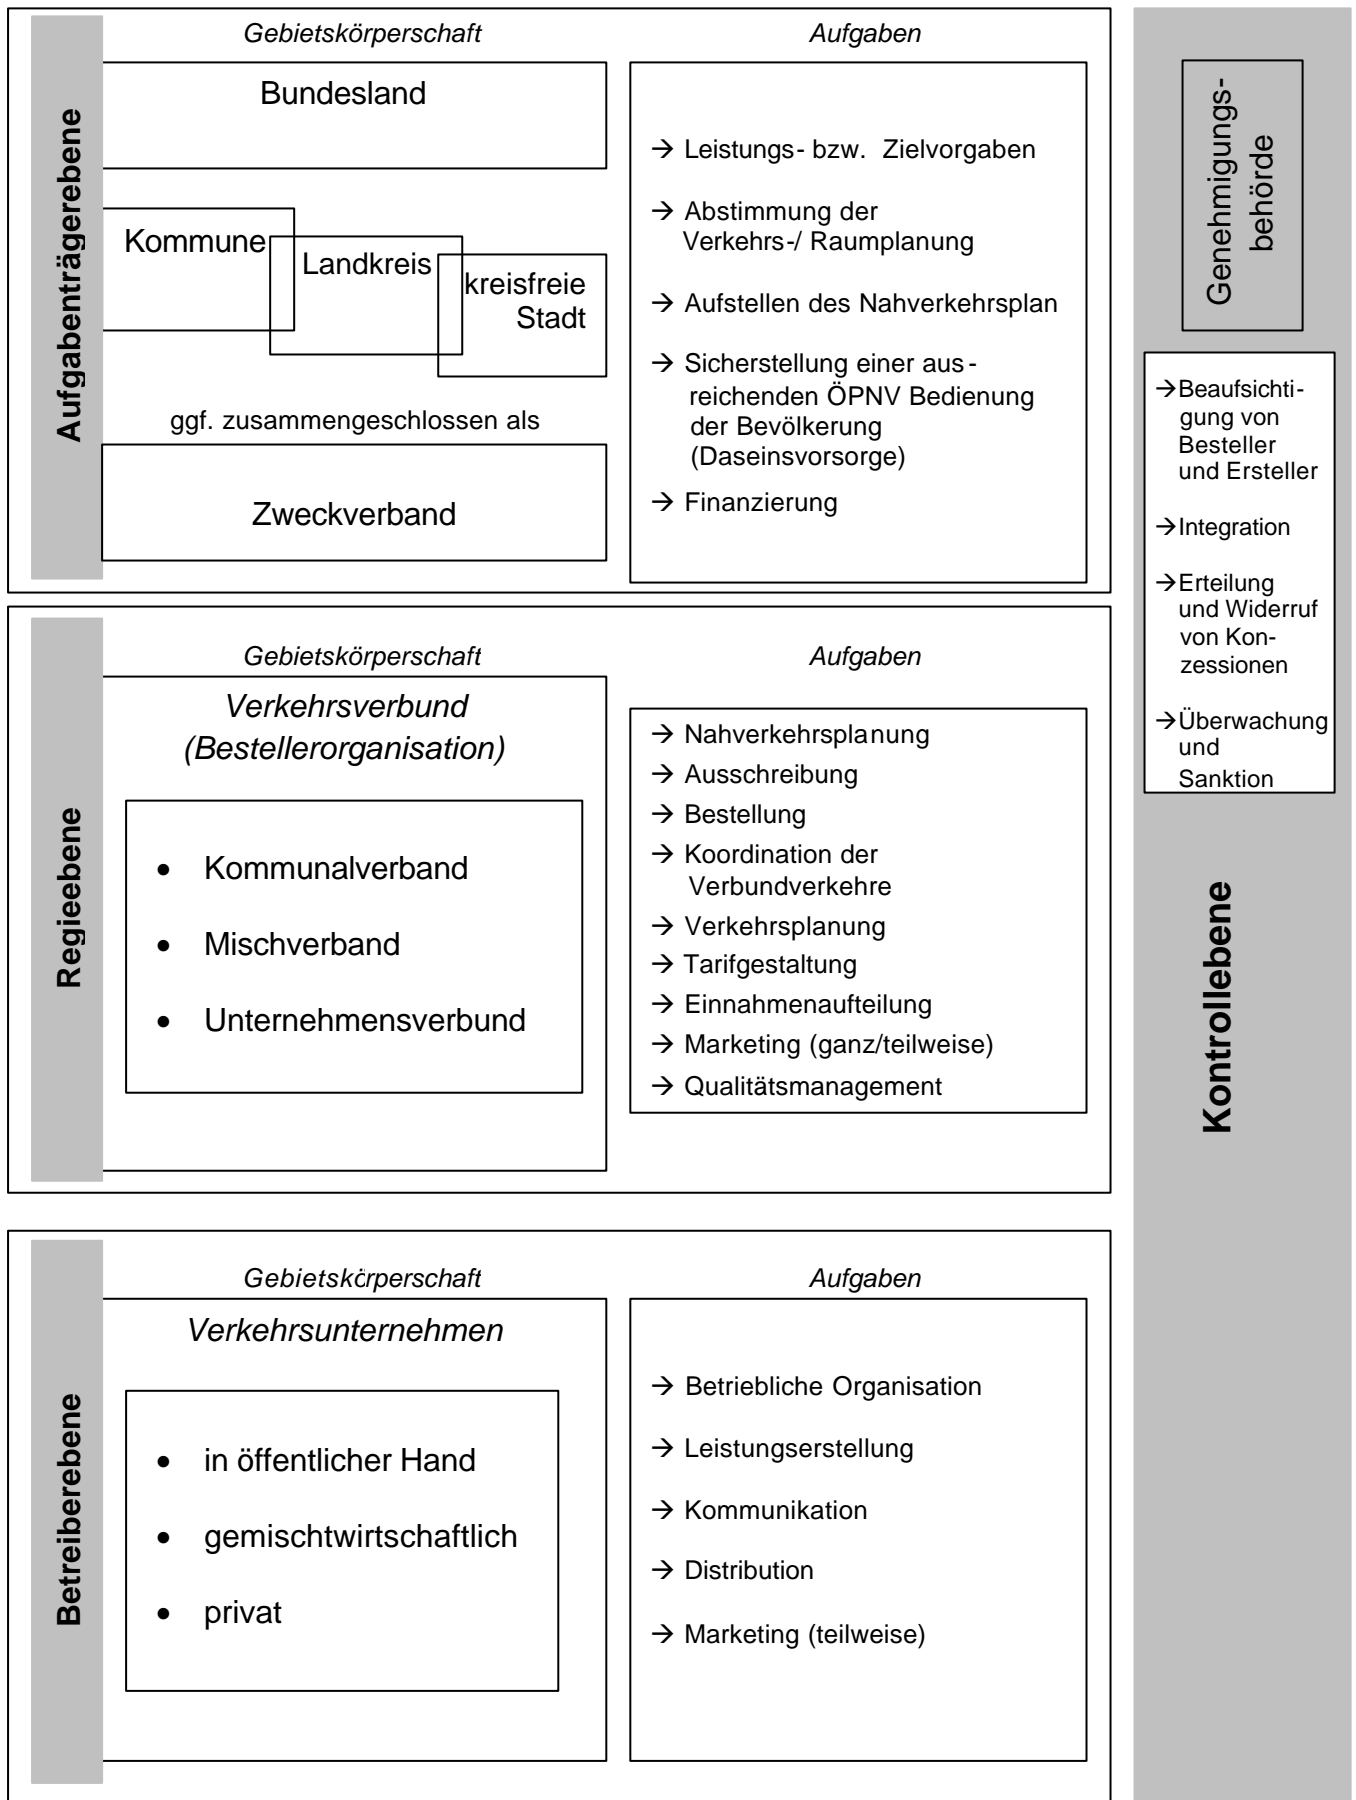 Aufgabenträgerebene
Gebietskörperschaft
Bundesland
Kommune
Landkreis
kreisfreie
Stadt
ggf. zusammengeschlossen als
Zweckverband
Aufgaben
→ Leistungs- bzw. Zielvorgaben
→ Abstimmung der
Verkehrs-/ Raumplanung
→ Aufstellen des Nahverkehrsplan
→ Sicherstellung einer aus-
reichenden ÖPNV Bedienung
der Bevölkerung
(Daseinsvorsorge)
→ Finanzierung
Regieebene
Gebietskörperschaft
Verkehrsverbund
(Bestellerorganisation)
• Kommunalverband
• Mischverband
• Unternehmensverbund
Aufgaben
→ Nahverkehrsplanung
→ Ausschreibung
→ Bestellung
→ Koordination der
Verbundverkehre
→ Verkehrsplanung
→ Tarifgestaltung
→ Einnahmenaufteilung
→ Marketing (ganz/teilweise)
→ Qualitätsmanagement
Betreiberebene
Gebietskörperschaft
Verkehrsunternehmen
• in öffentlicher Hand
• gemischtwirtschaftlich
• privat
Aufgaben
→ Betriebliche Organisation
→ Leistungserstellung
→ Kommunikation
→ Distribution
→ Marketing (teilweise)
Genehmigungs-
behörde
→Beaufsichti-
gung von
Besteller
und Ersteller
→Integration
→Erteilung
und Widerruf
von Kon-
zessionen
→Überwachung
und
Sanktion
Kontrollebene